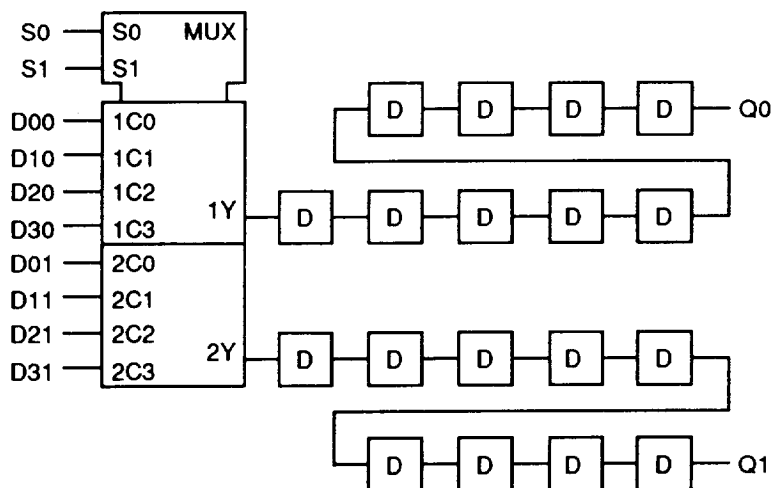 S0 S0 MUX
S1 S1
D00 1C0
D10 1C1
D20 1C2
D30 1C3
1Y
D01 2C0
D11 2C1
D21 2C2
D31 2C3
2Y
D D D D Q0
D D D D D
D D D D D
D D D D Q1